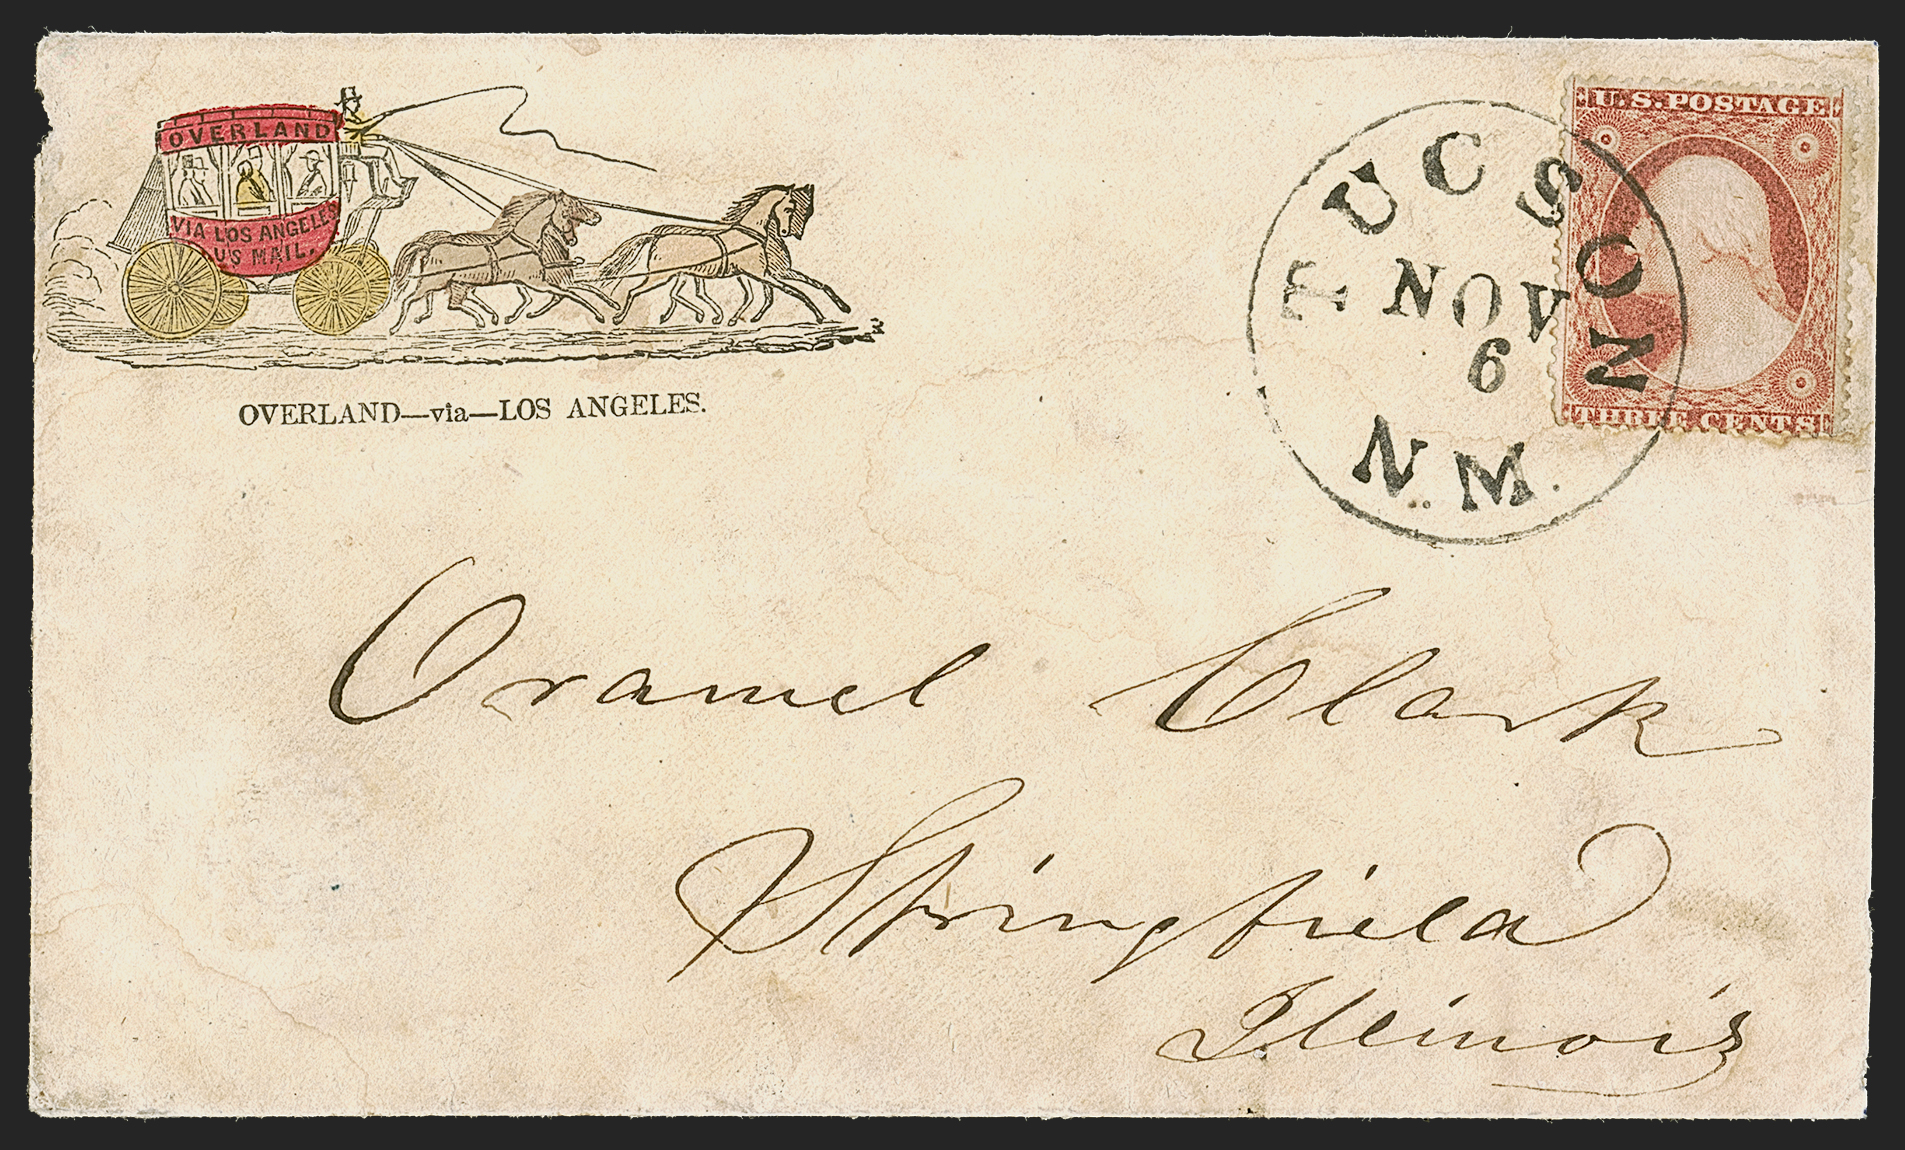 OVERLAND
VIA LOS ANGELES
US MAIL.
OVERLAND—via—LOS ANGELES.
TUCSON
NOV
6
N.M.
U.S. POSTAGE
THREE CENTS
Oramel Clark
Springfield
Illinois